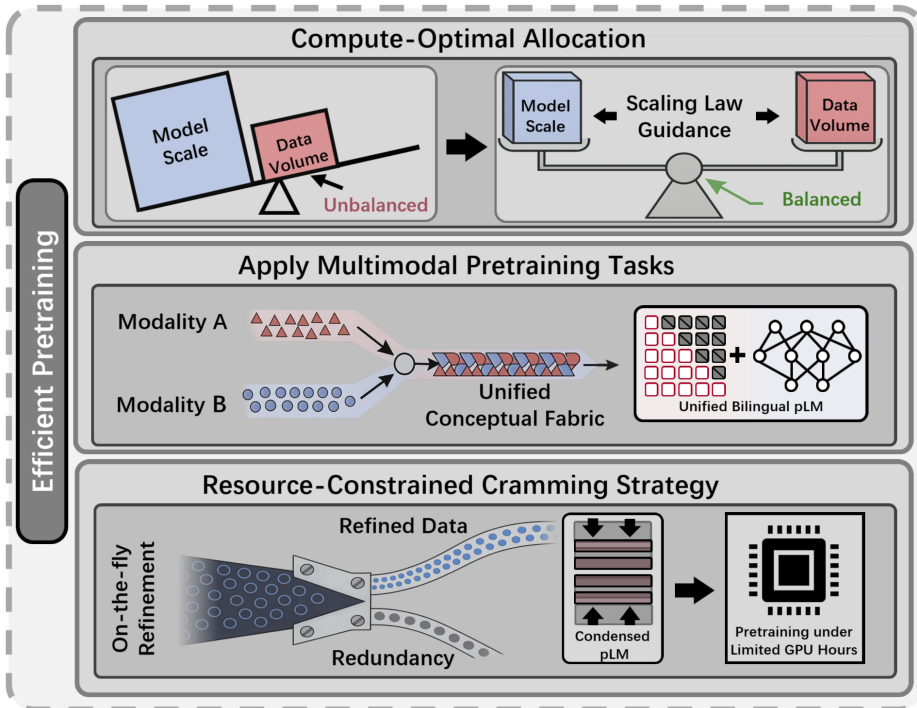 Efficient Pretraining
Compute-Optimal Allocation
Model
Scale
Data
Volume
Unbalanced
Model
Scale
Scaling Law
Guidance
Data
Volume
Balanced
Apply Multimodal Pretraining Tasks
Modality A
Modality B
Unified
Conceptual Fabric
Unified Bilingual pLM
Resource-Constrained Cramming Strategy
On-the-fly
Refinement
Refined Data
Redundancy
Condensed
pLM
Pretraining under
Limited GPU Hours